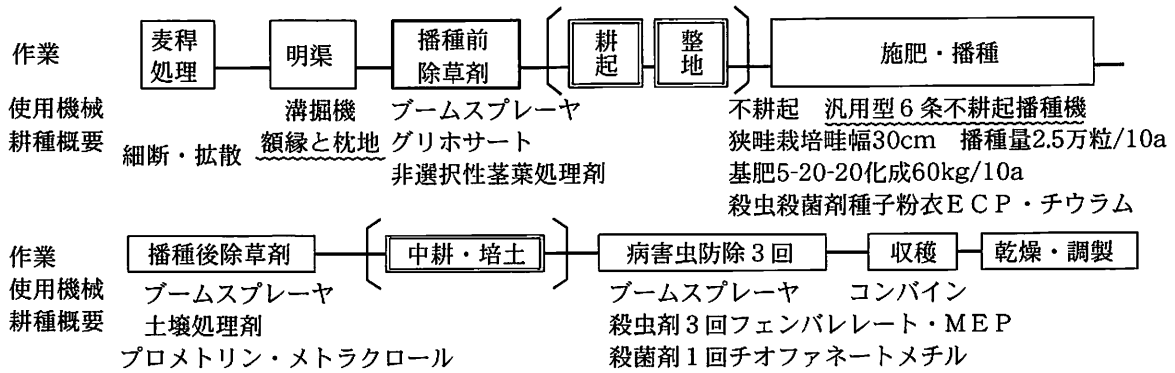 作業 麦稈処理 明渠 播種前除草剤 ( 耕起 整地 ) 施肥・播種
使用機械 溝掘機 ブームスプレーヤ 不耕起 汎用型6条不耕起播種機
耕種概要 細断・拡散 額縁と枕地 グリホサート 狭畦栽培畦幅30cm 播種量2.5万粒/10a
非選択性茎葉処理剤 基肥5-20-20化成60kg/10a
殺虫殺菌剤種子粉衣ECP・チウラム
作業 播種後除草剤 ( 中耕・培土 ) 病害虫防除3回 収穫 乾燥・調製
使用機械 ブームスプレーヤ ブームスプレーヤ コンバイン
耕種概要 土壌処理剤 殺虫剤3回フェンバレレート・MEP
プロメトリン・メトラクロール 殺菌剤1回チオファネートメチル